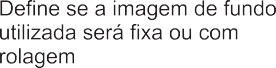 Define se a imagem de fundo
utilizada será fixa ou com
rolagem